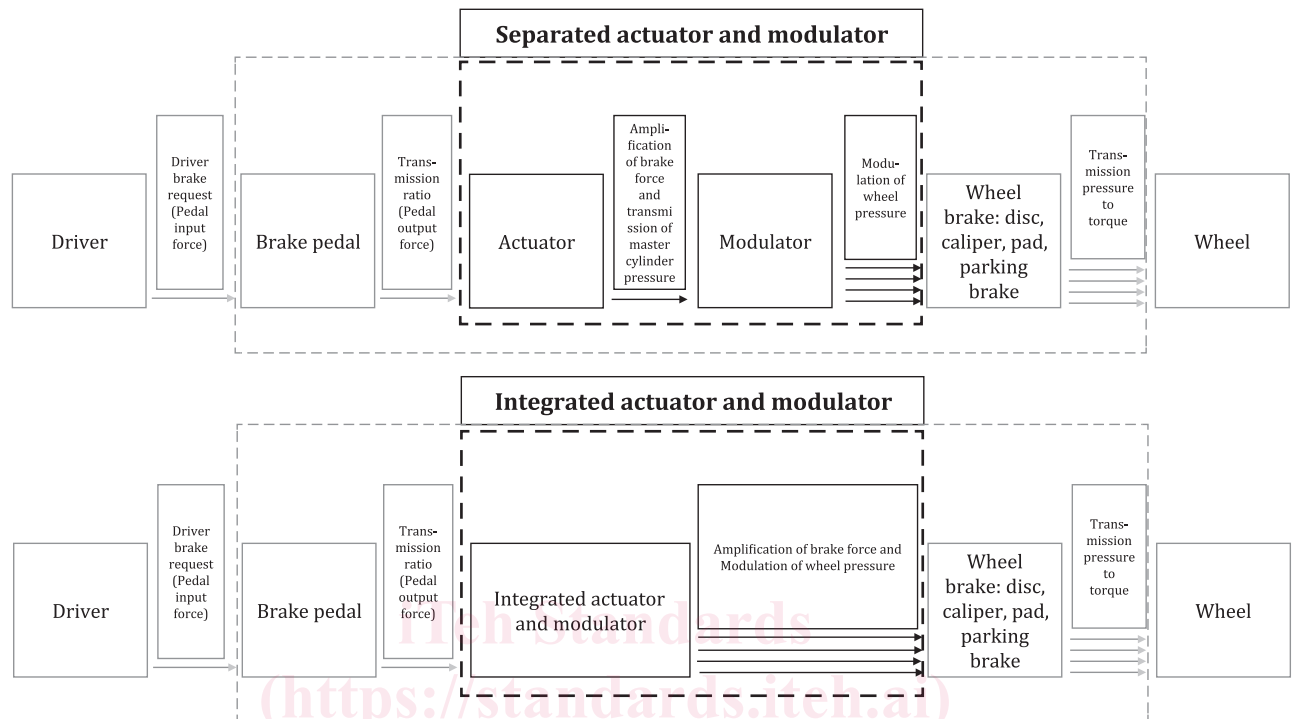 Separated actuator and modulator
Driver
Driver
brake
request
(Pedal
input
force)
Brake pedal
Trans-
mission
ratio
(Pedal
output
force)
Actuator
Ampli-
fication
of brake
force
and
transmi
ssion of
master
cylinder
pressure
Modulator
Modu-
lation of
wheel
pressure
Wheel
brake: disc,
caliper, pad,
parking
brake
Trans-
mission
pressure
to
torque
Wheel
Integrated actuator and modulator
Driver
Driver
brake
request
(Pedal
input
force)
Brake pedal
Trans-
mission
ratio
(Pedal
output
force)
Integrated actuator
and modulator
Amplification of brake force and
Modulation of wheel pressure
Wheel
brake: disc,
caliper, pad,
parking
brake
Trans-
mission
pressure
to
torque
Wheel
iTeh Standards
(https://standards.iteh.ai)